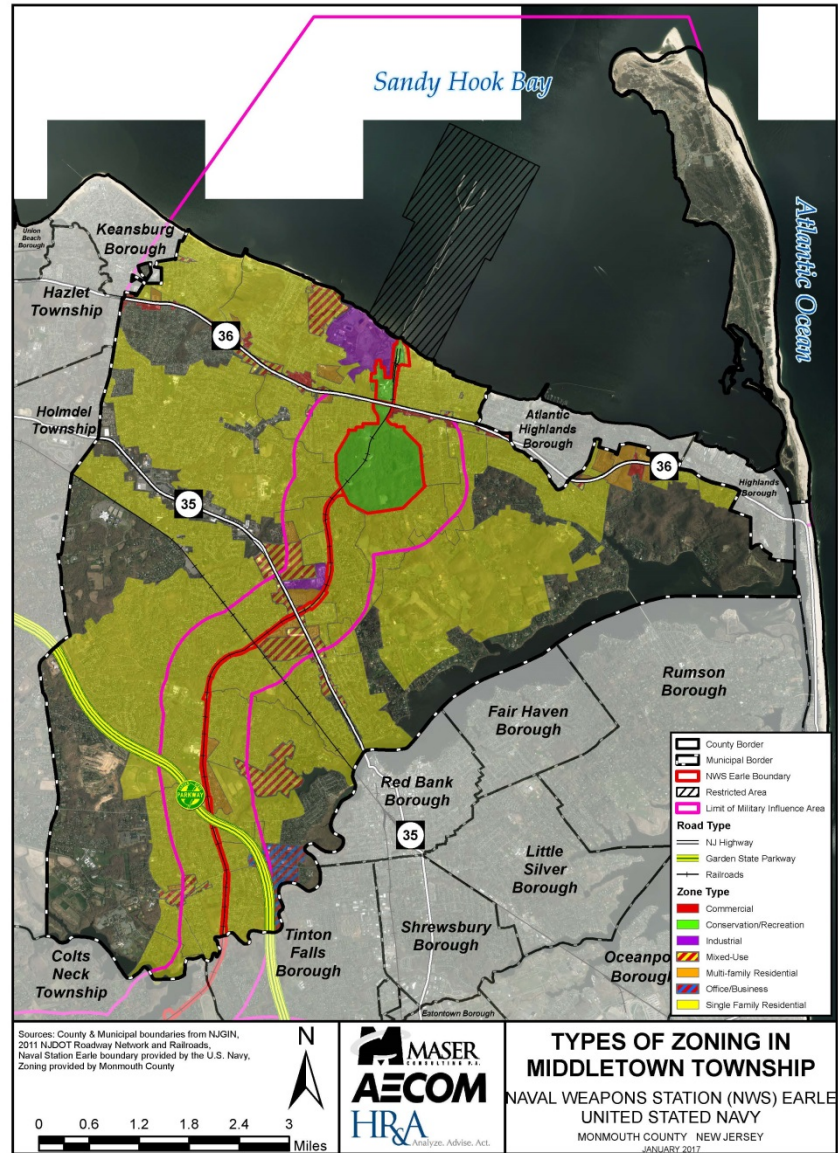 Sandy Hook Bay
Atlantic Ocean
Union
Beach
Borough
Keansburg
Borough
Hazlet
Township
36
Holmdel
Township
Atlantic
Highlands
Borough
36
Highlands
Borough
35
Rumson
Borough
Fair Haven
Borough
Red Bank
Borough
PARKWAY
35
Little
Silver
Borough
Tinton
Falls
Borough
Shrewsbury
Borough
Oceanpo
Boroug
Colts
Neck
Township
Eatontown Borough
County Border
Municipal Border
NWS Earle Boundary
Restricted Area
Limit of Military Influence Area
Road Type
NJ Highway
Garden State Parkway
Railroads
Zone Type
Commercial
Conservation/Recreation
Industrial
Mixed-Use
Multi-family Residential
Office/Business
Single Family Residential
Sources: County & Municipal boundaries from NJGIN,
2011 NJDOT Roadway Network and Railroads,
Naval Station Earle boundary provided by the U.S. Navy,
Zoning provided by Monmouth County
N
0 0.6 1.2 1.8 2.4 3
Miles
MASER
CONSULTING P.A.
AECOM
HR&A
Analyze. Advise. Act.
TYPES OF ZONING IN
MIDDLETOWN TOWNSHIP
NAVAL WEAPONS STATION (NWS) EARLE
UNITED STATED NAVY
MONMOUTH COUNTY NEW JERSEY
JANUARY 2017